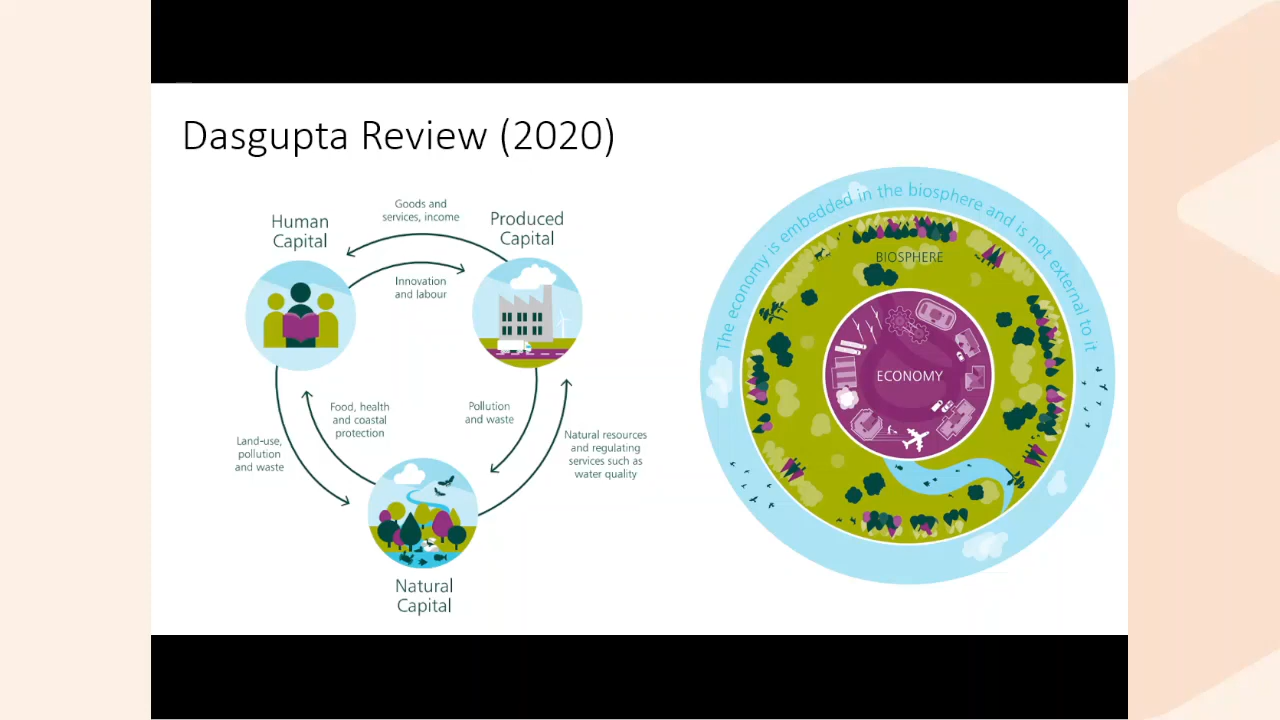 Dasgupta Review (2020)
Human
Capital
Goods and
services, income
Produced
Capital
Innovation
and labour
Food, health
and coastal
protection
Pollution
and waste
Land-use,
pollution
and waste
Natural resources
and regulating
services such as
water quality
Natural
Capital
The economy is embedded in the biosphere and is not external to it
BIOSPHERE
ECONOMY